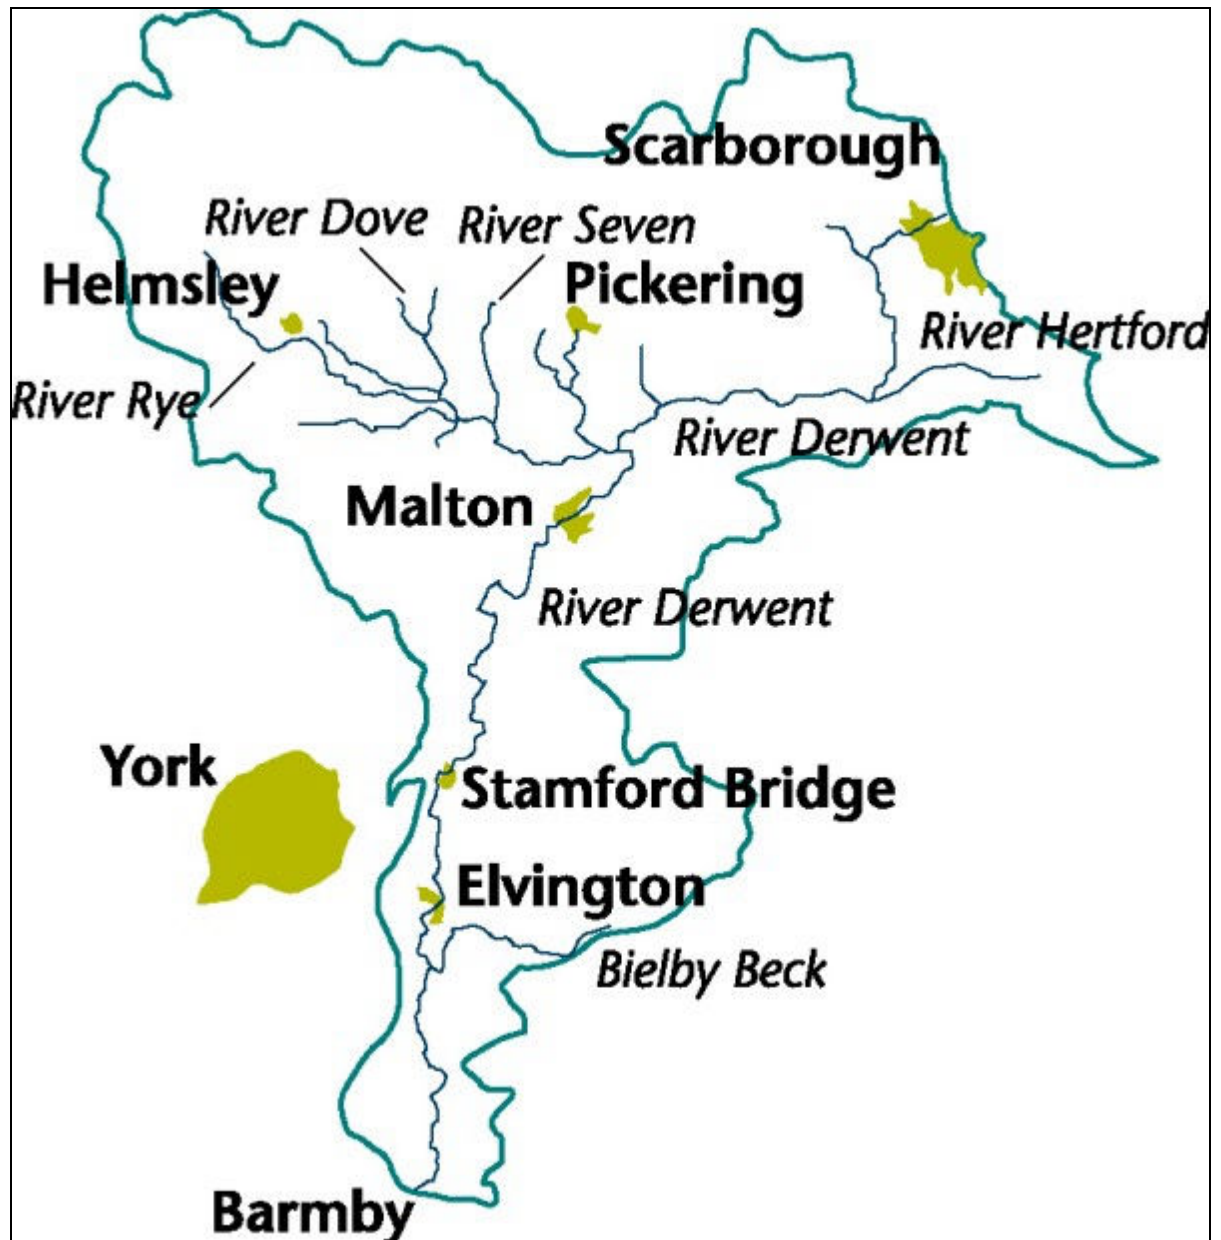 Scarborough
River Dove
River Seven
Helmsley
Pickering
River Hertford
River Rye
River Derwent
Malton
River Derwent
York
Stamford Bridge
Elvington
Bielby Beck
Barmby